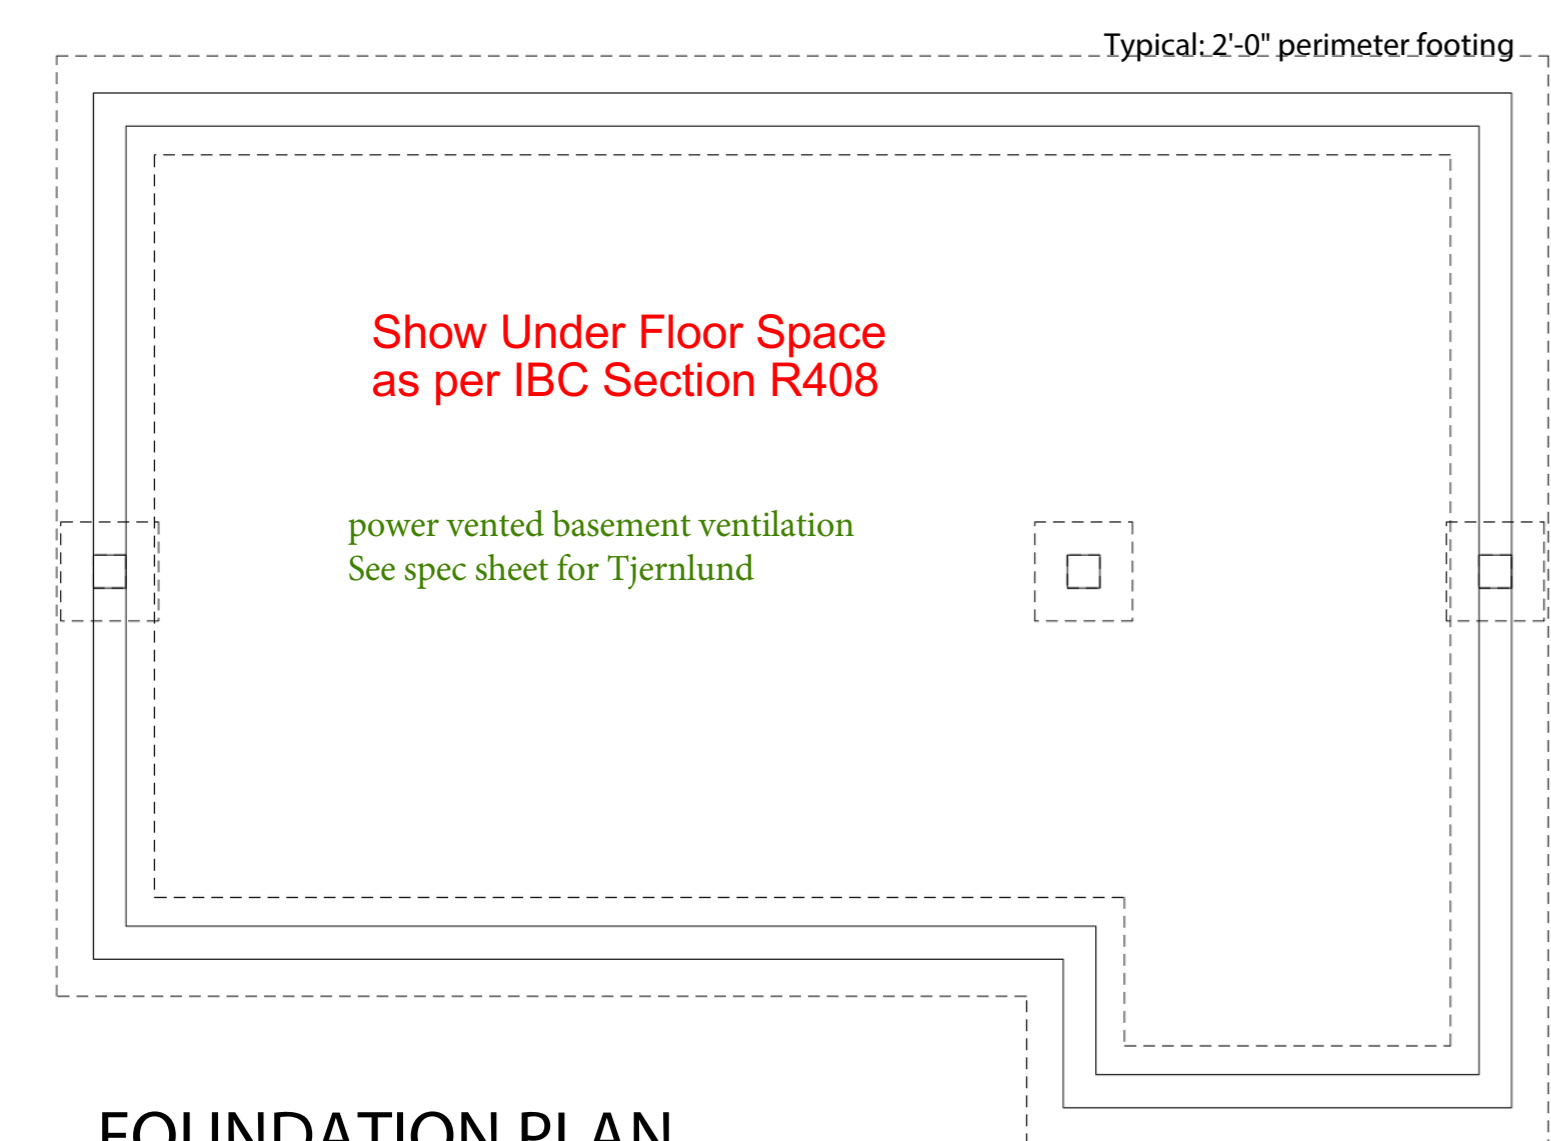 Typical: 2'-0" perimeter footing
Show Under Floor Space
as per IBC Section R408
power vented basement ventilation
See spec sheet for Tjernlund
FOUNDATION PLAN